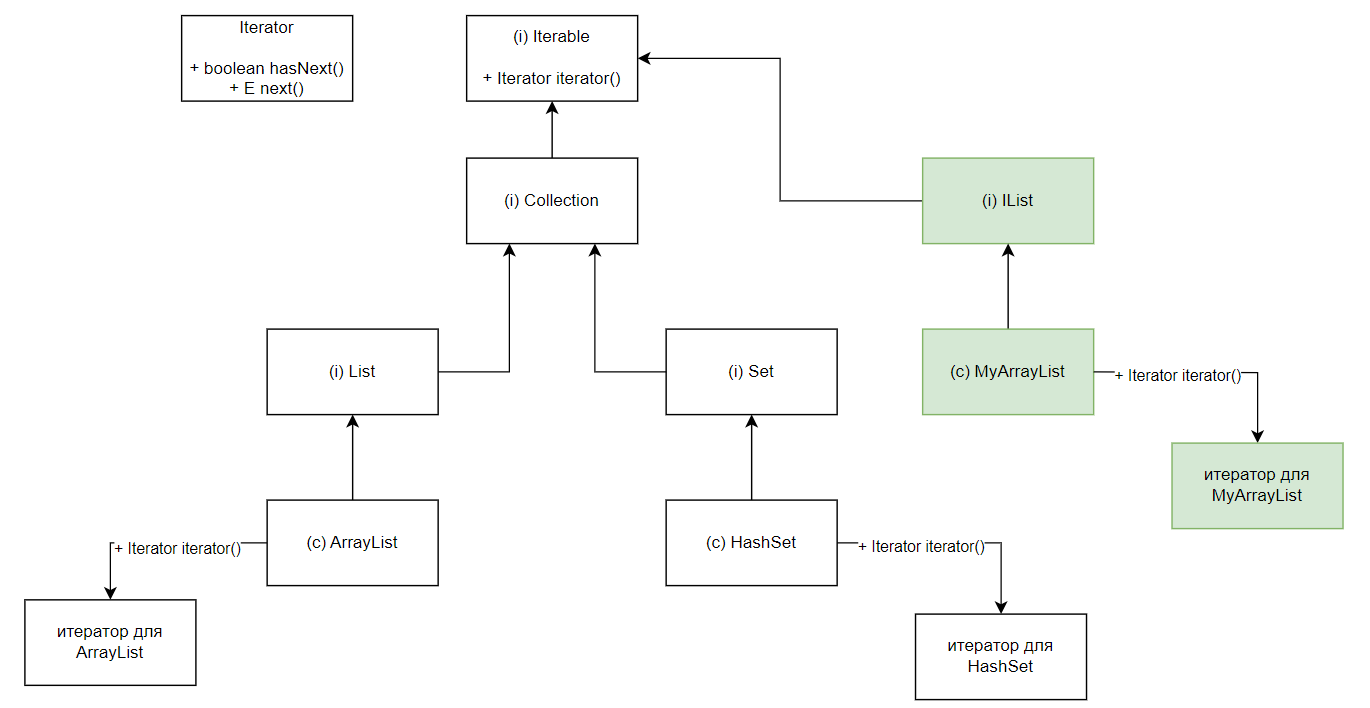 Iterator
+ boolean hasNext()
+ E next()
(i) Iterable
+ Iterator iterator()
(i) Collection
(i) IList
(i) List
(i) Set
(c) MyArrayList
+ Iterator iterator()
итератор для
MyArrayList
(c) ArrayList
+ Iterator iterator()
(c) HashSet
+ Iterator iterator()
итератор для
ArrayList
итератор для
HashSet